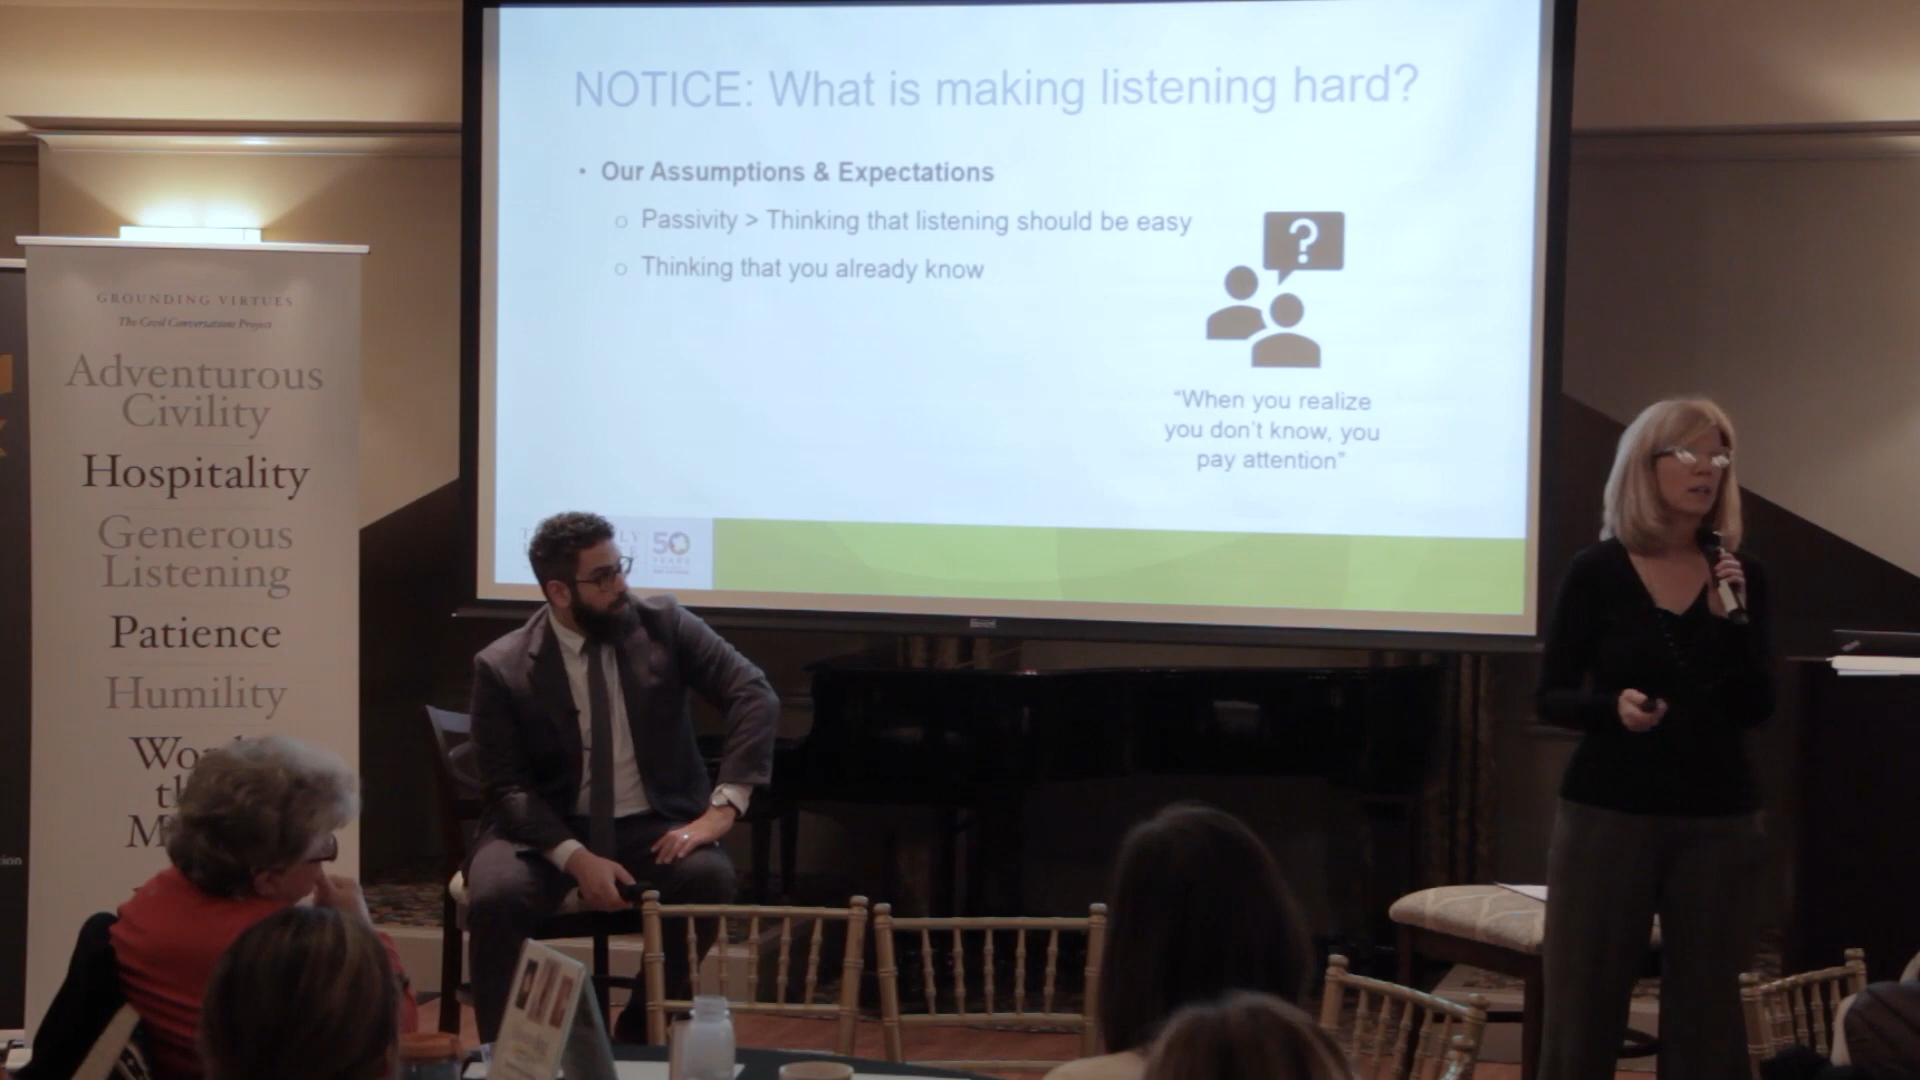 NOTICE: What is making listening hard?
• Our Assumptions & Expectations
o Passivity > Thinking that listening should be easy
o Thinking that you already know
?
“When you realize
you don't know, you
pay attention”
50
YEARS
GROUNDING VIRTUES
The Civil Conversations Project
Adventurous
Civility
Hospitality
Generous
Listening
Patience
Humility